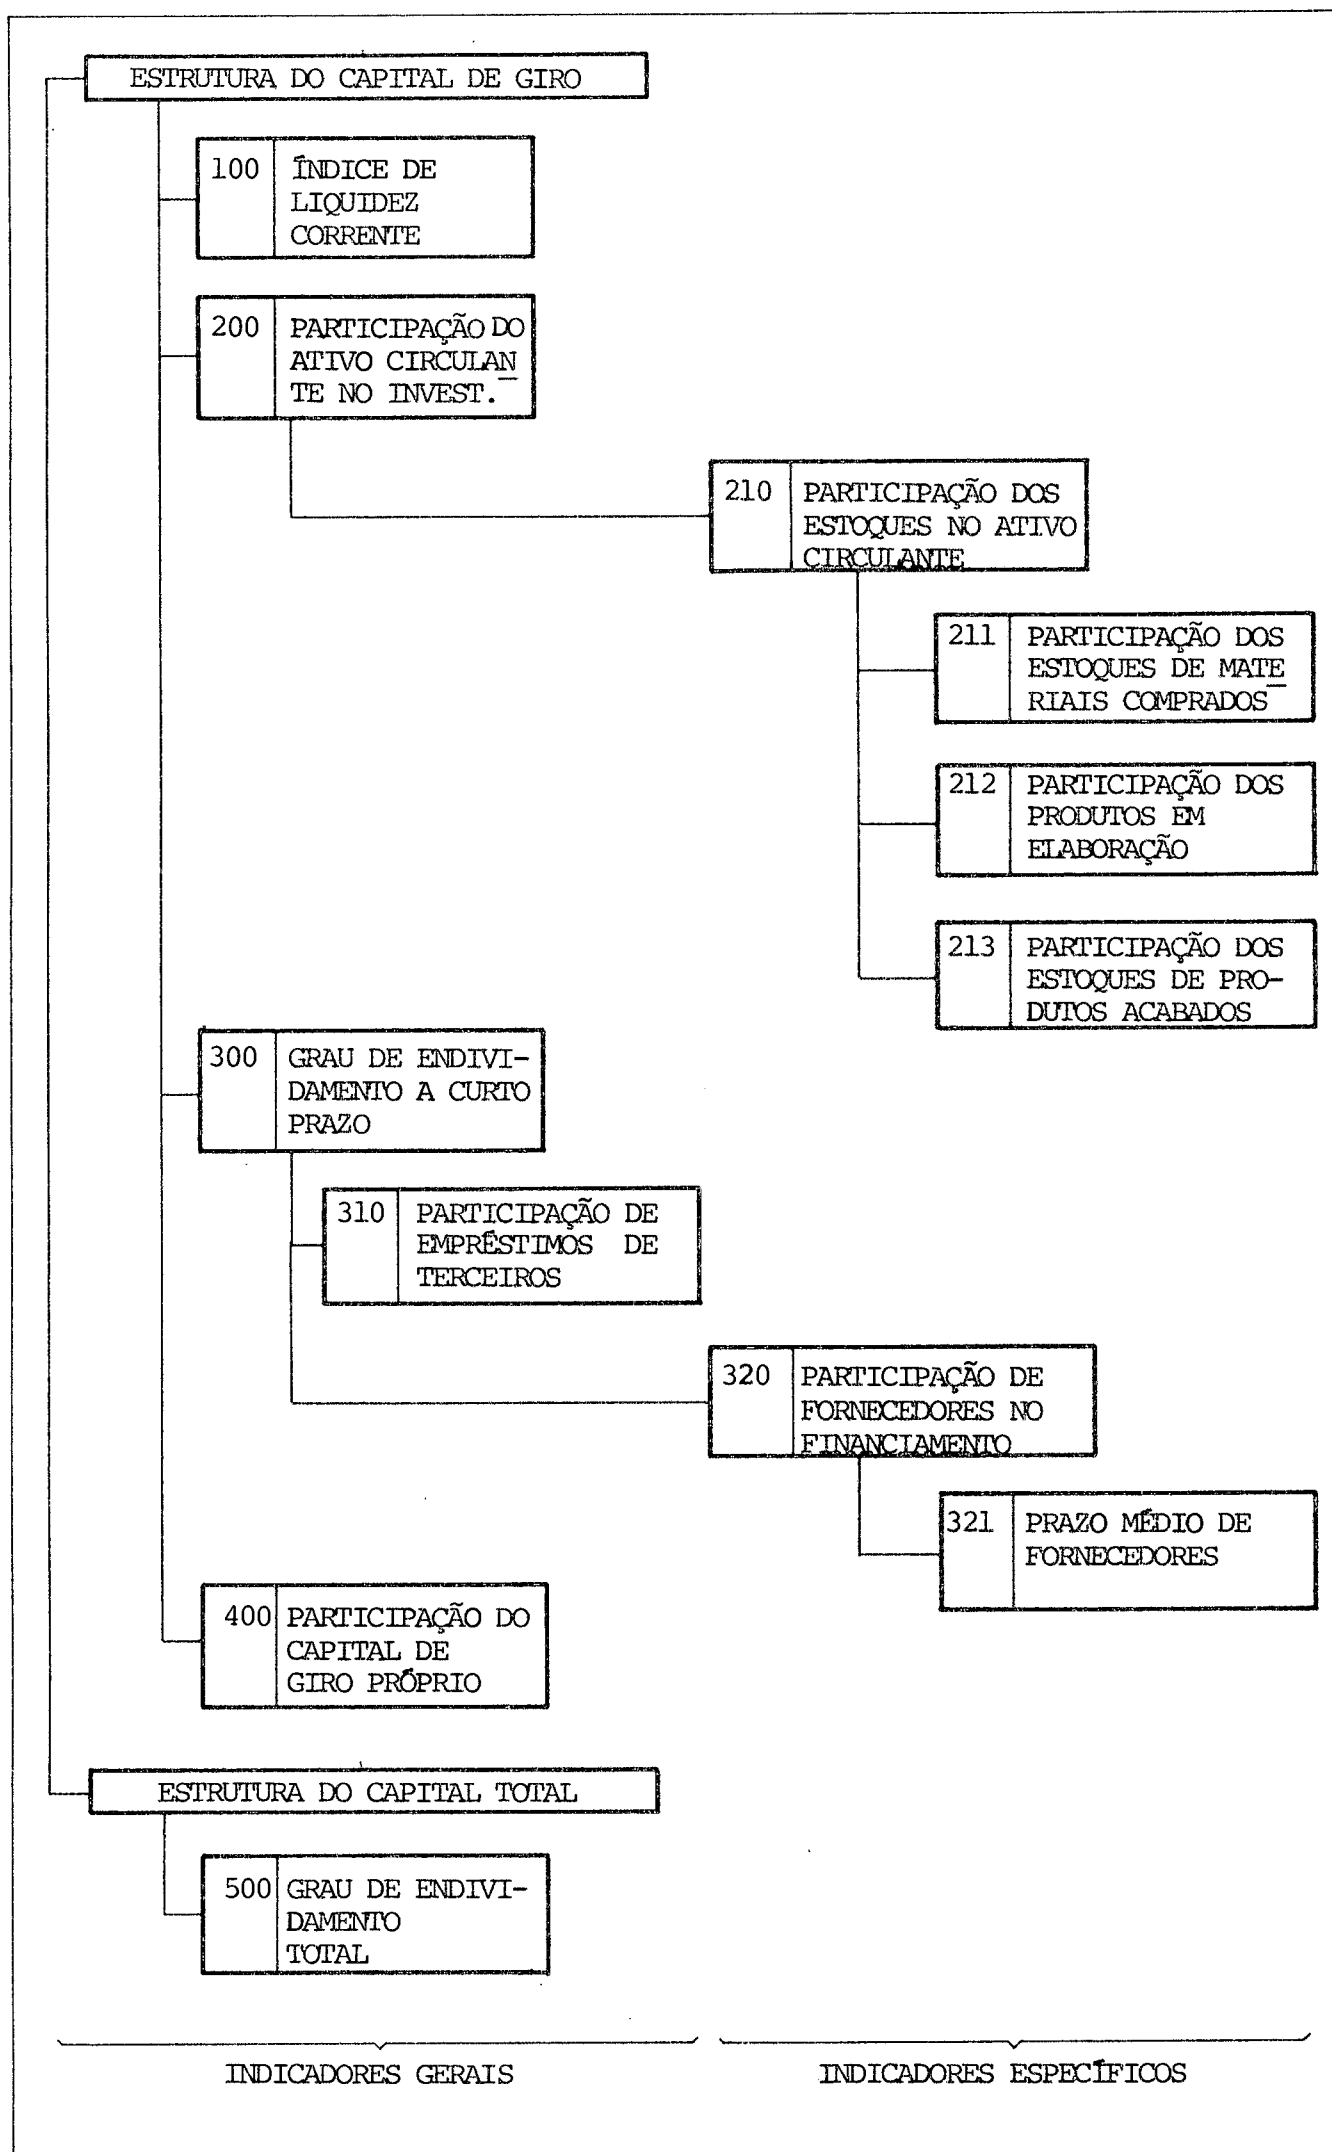 ESTRUTURA DO CAPITAL DE GIRO
100 ÍNDICE DE
LIQUIDEZ
CORRENTE
200 PARTICIPAÇÃO DO
ATIVO CIRCULAN
TE NO INVEST.
210 PARTICIPAÇÃO DOS
ESTOQUES NO ATIVO
CIRCULANTE
211 PARTICIPAÇÃO DOS
ESTOQUES DE MATE
RIAIS COMPRADOS
212 PARTICIPAÇÃO DOS
PRODUTOS EM
ELABORAÇÃO
213 PARTICIPAÇÃO DOS
ESTOQUES DE PRO-
DUTOS ACABADOS
300 GRAU DE ENDIVI-
DAMENTO A CURTO
PRAZO
310 PARTICIPAÇÃO DE
EMPRÉSTIMOS DE
TERCEIROS
320 PARTICIPAÇÃO DE
FORNECEDORES NO
FINANCIAMENTO
321 PRAZO MÉDIO DE
FORNECEDORES
400 PARTICIPAÇÃO DO
CAPITAL DE
GIRO PRÓPRIO
ESTRUTURA DO CAPITAL TOTAL
500 GRAU DE ENDIVI-
DAMENTO
TOTAL
INDICADORES GERAIS
INDICADORES ESPECÍFICOS